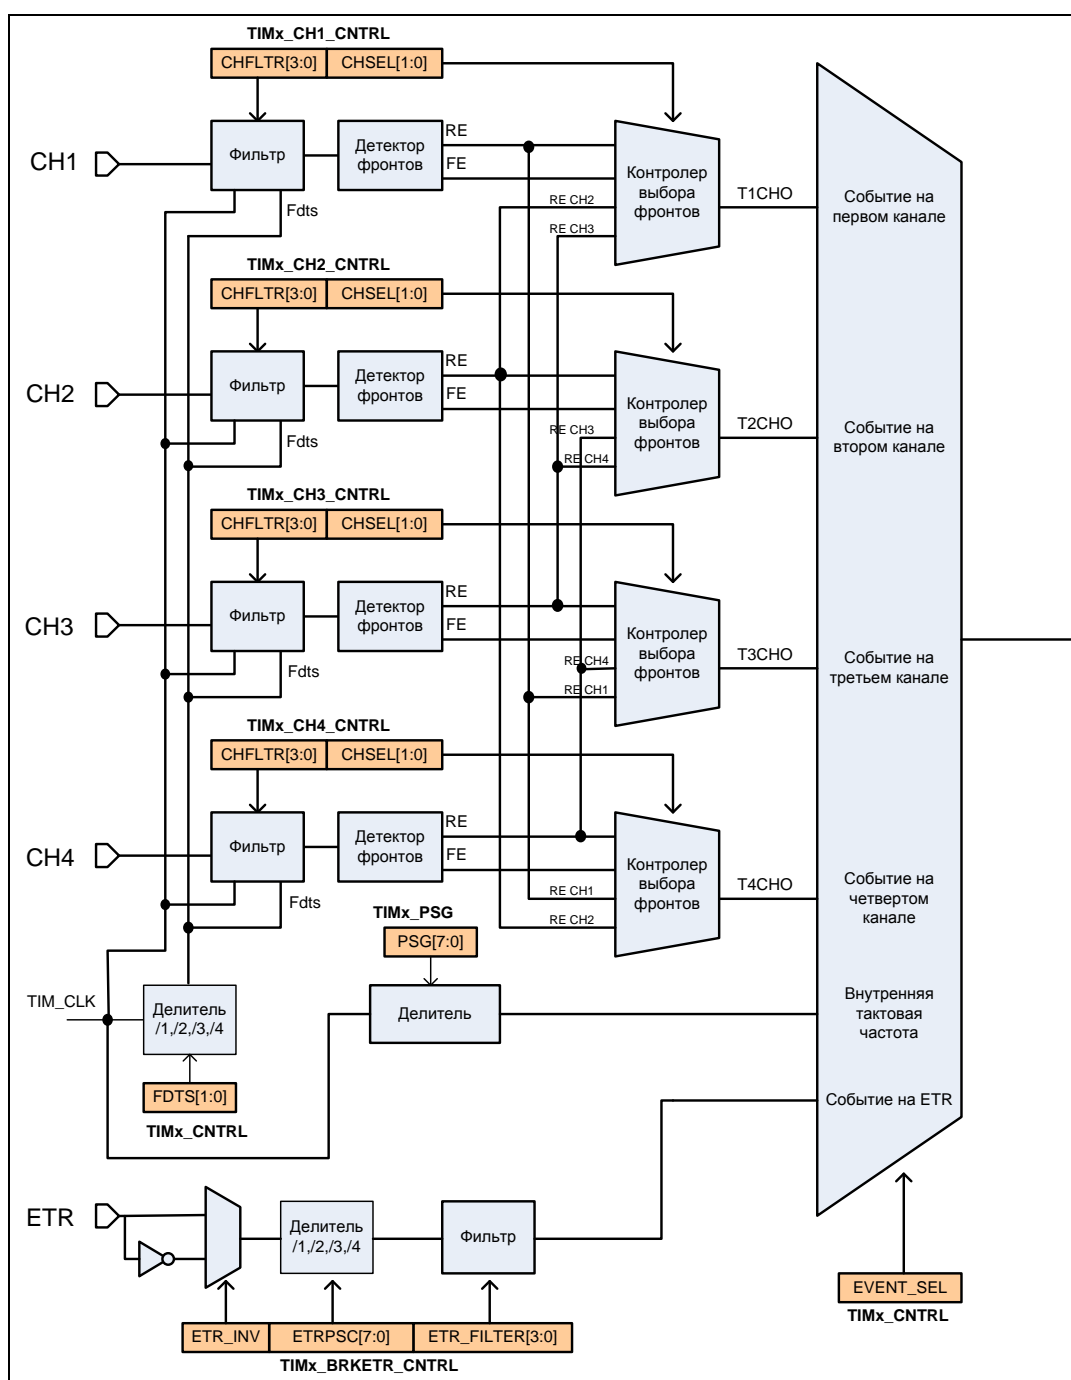 TIMx_CH1_CNTRL
CHFLTR[3:0] CHSEL[1:0]
CH1
Фильтр
Детектор
фронтов
RE
FE
Fdts
RE CH2
RE CH3
Контролер
выбора
фронтов
T1CHO
Событие на
первом канале
TIMx_CH2_CNTRL
CHFLTR[3:0] CHSEL[1:0]
CH2
Фильтр
Детектор
фронтов
RE
FE
Fdts
RE CH3
RE CH4
Контролер
выбора
фронтов
T2CHO
Событие на
втором канале
TIMx_CH3_CNTRL
CHFLTR[3:0] CHSEL[1:0]
CH3
Фильтр
Детектор
фронтов
RE
FE
Fdts
RE CH4
RE CH1
Контролер
выбора
фронтов
T3CHO
Событие на
третьем канале
TIMx_CH4_CNTRL
CHFLTR[3:0] CHSEL[1:0]
CH4
Фильтр
Детектор
фронтов
RE
FE
Fdts
RE CH1
RE CH2
Контролер
выбора
фронтов
T4CHO
Событие на
четвертом
канале
TIMx_PSG
PSG[7:0]
TIM_CLK
Делитель
/1,/2,/3,/4
Делитель
Внутренняя
тактовая
частота
FDTS[1:0]
TIMx_CNTRL
Событие на ETR
ETR
Делитель
/1,/2,/3,/4
Фильтр
EVENT_SEL
TIMx_CNTRL
ETR_INV ETRPSC[7:0] ETR_FILTER[3:0]
TIMx_BRKETR_CNTRL